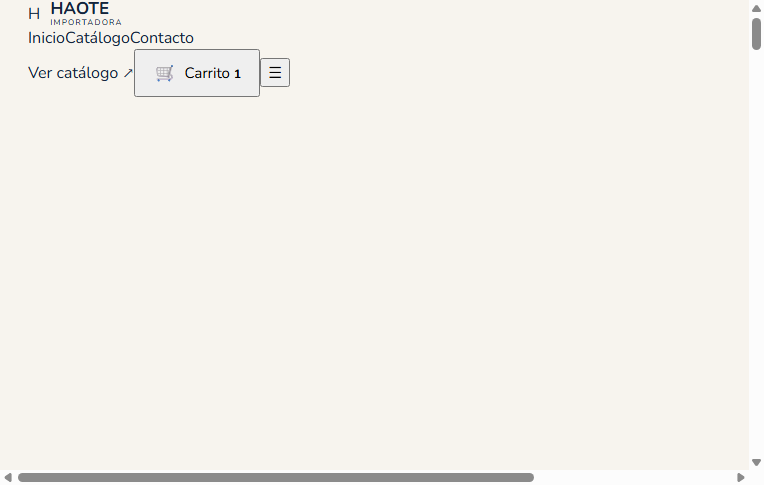 H HAOTE
IMPORTADORA
InicioCatálogoContacto
Ver catálogo ↗ 🛒 Carrito 1 ☰